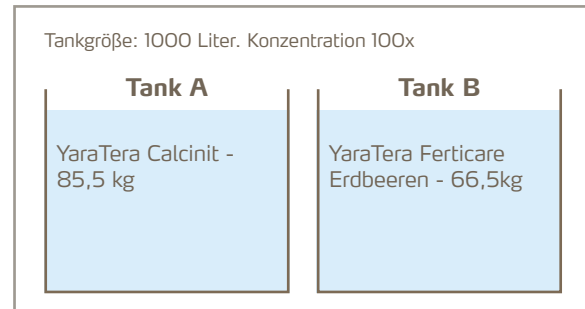 Tankgröße: 1000 Liter. Konzentration 100x
Tank A
YaraTera Calcinit -
85,5 kg
Tank B
YaraTera Ferticare
Erdbeeren - 66,5kg